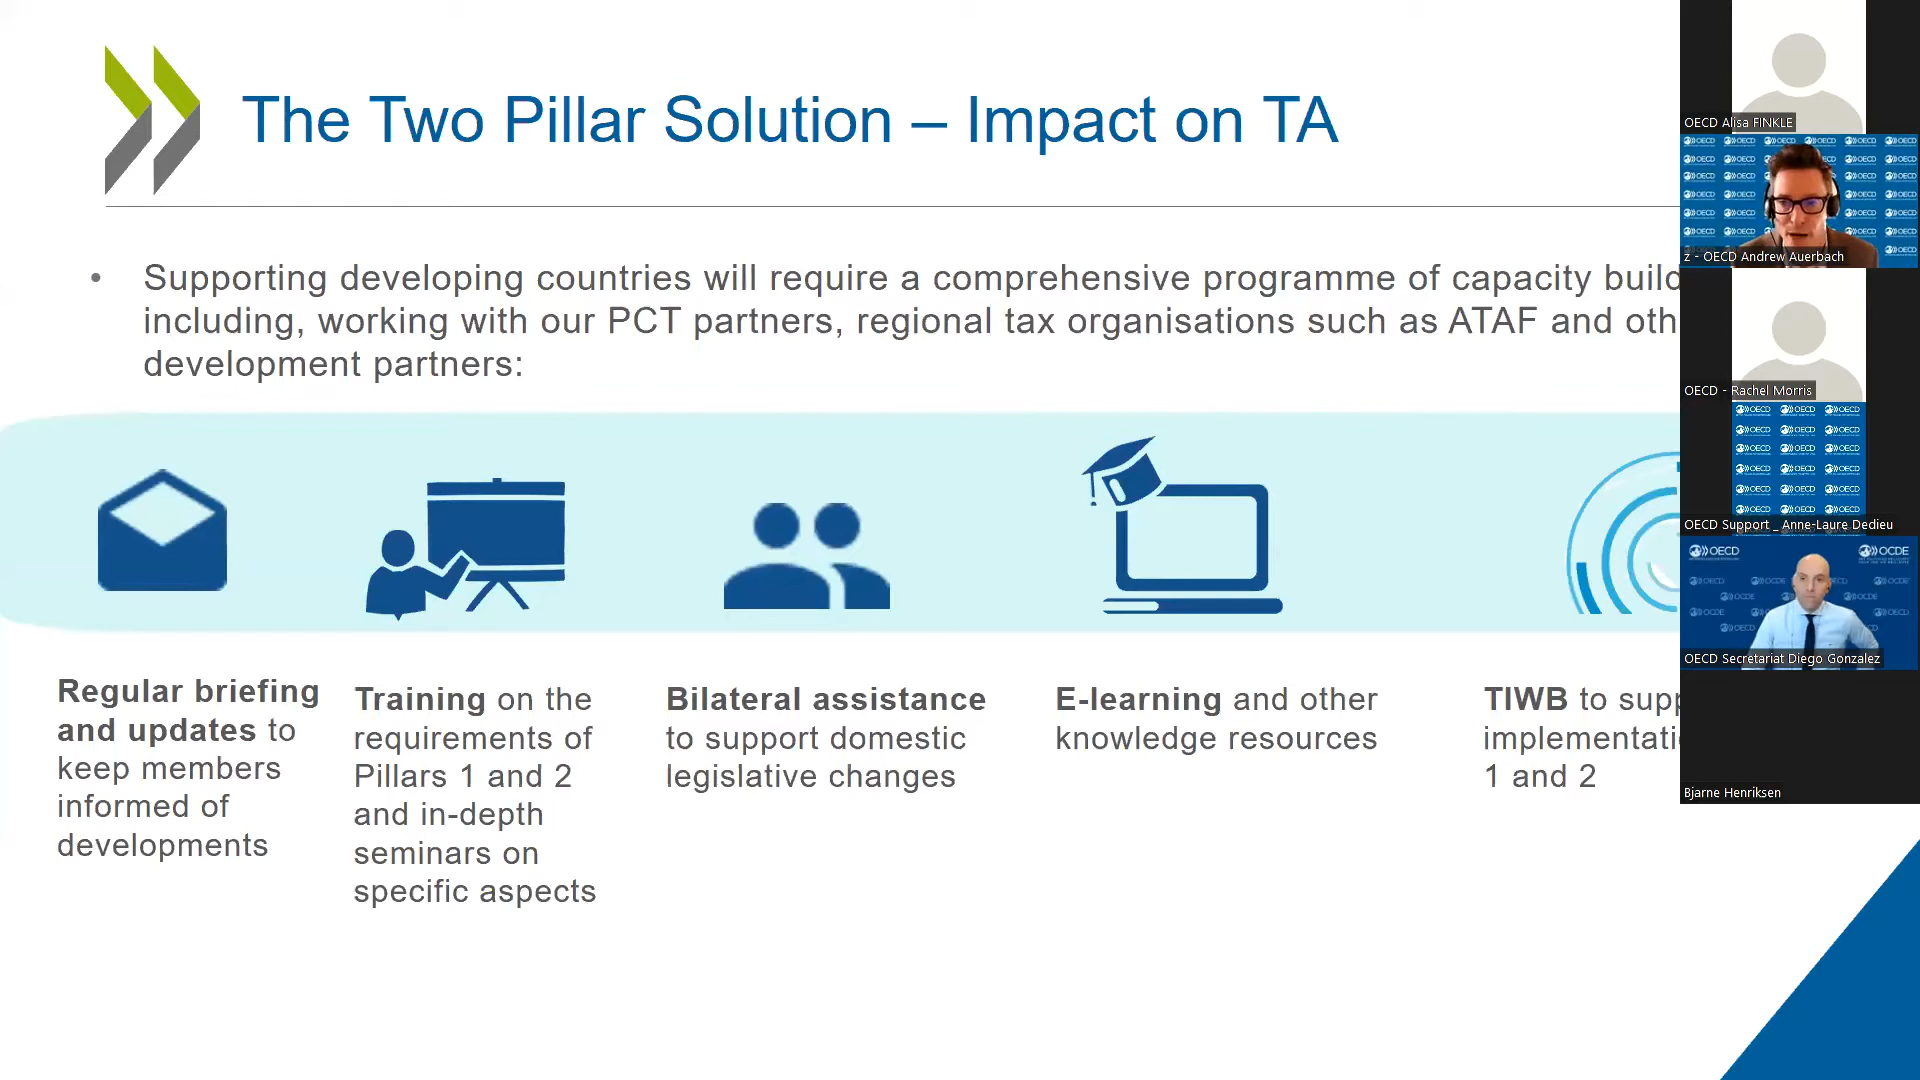 The Two Pillar Solution – Impact on TA
• Supporting developing countries will require a comprehensive programme of capacity build
including, working with our PCT partners, regional tax organisations such as ATAF and oth
development partners:
Regular briefing
and updates to
keep members
informed of
developments
Training on the
requirements of
Pillars 1 and 2
and in-depth
seminars on
specific aspects
Bilateral assistance
to support domestic
legislative changes
E-learning and other
knowledge resources
TIWB to supp
implementati
1 and 2
OECD Alisa FINKLE
z - OECD Andrew Auerbach
OECD - Rachel Morris
OECD Support _ Anne-Laure Dedieu
OECD
OCDE
OECD Secretariat Diego Gonzalez
Bjarne Henriksen